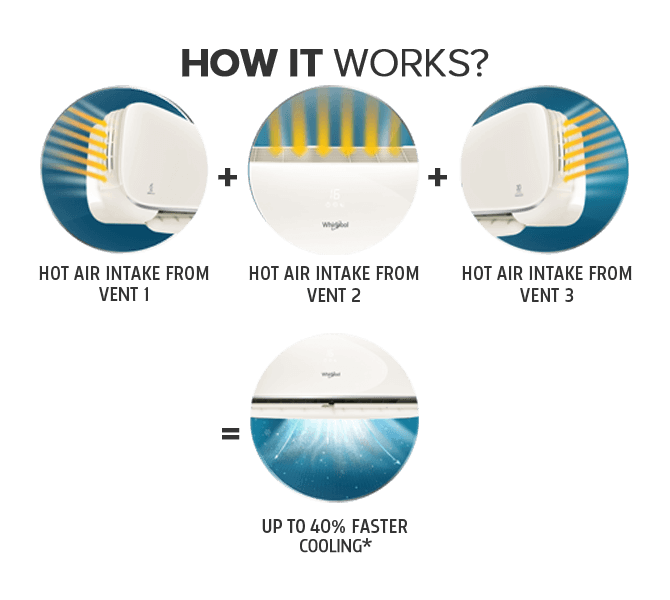 HOW IT WORKS?
+
+
Whirlpool
HOT AIR INTAKE FROM
VENT 1
HOT AIR INTAKE FROM
VENT 2
HOT AIR INTAKE FROM
VENT 3
Whirlpool
=
UP TO 40% FASTER
COOLING*